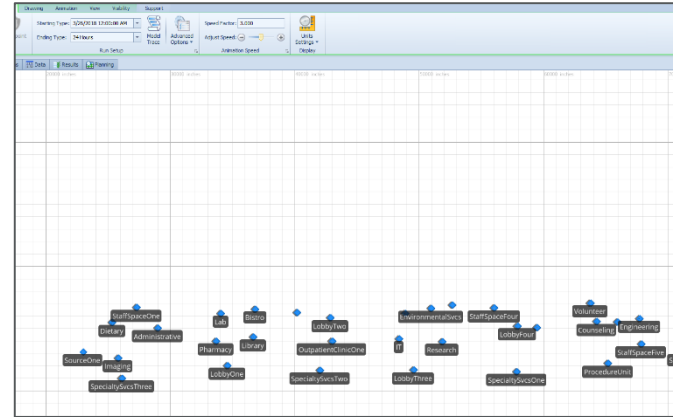 Drawing Animation View Visibility Support
Starting Type: 3/26/2018 12:00:00 AM
Ending Type: 24 Hours
Model Trace
Advanced Options
Speed Factor: 3.000
Adjust Speed:
Units Settings
Run Setup
Animation Speed
Display
Data Results Planning
StaffSpaceOne
Lab
Bistro
LobbyTwo
EnvironmentalSvcs
StaffSpaceFour
Volunteer
Dietary
Administrative
LobbyFour
Counseling
Engineering
Pharmacy
Library
OutpatientClinicOne
IT
Research
StaffSpaceFive
SourceOne
Imaging
LobbyOne
SpecialtySvcsTwo
LobbyThree
SpecialtySvcsOne
ProcedureUnit
SpecialtySvcsThree